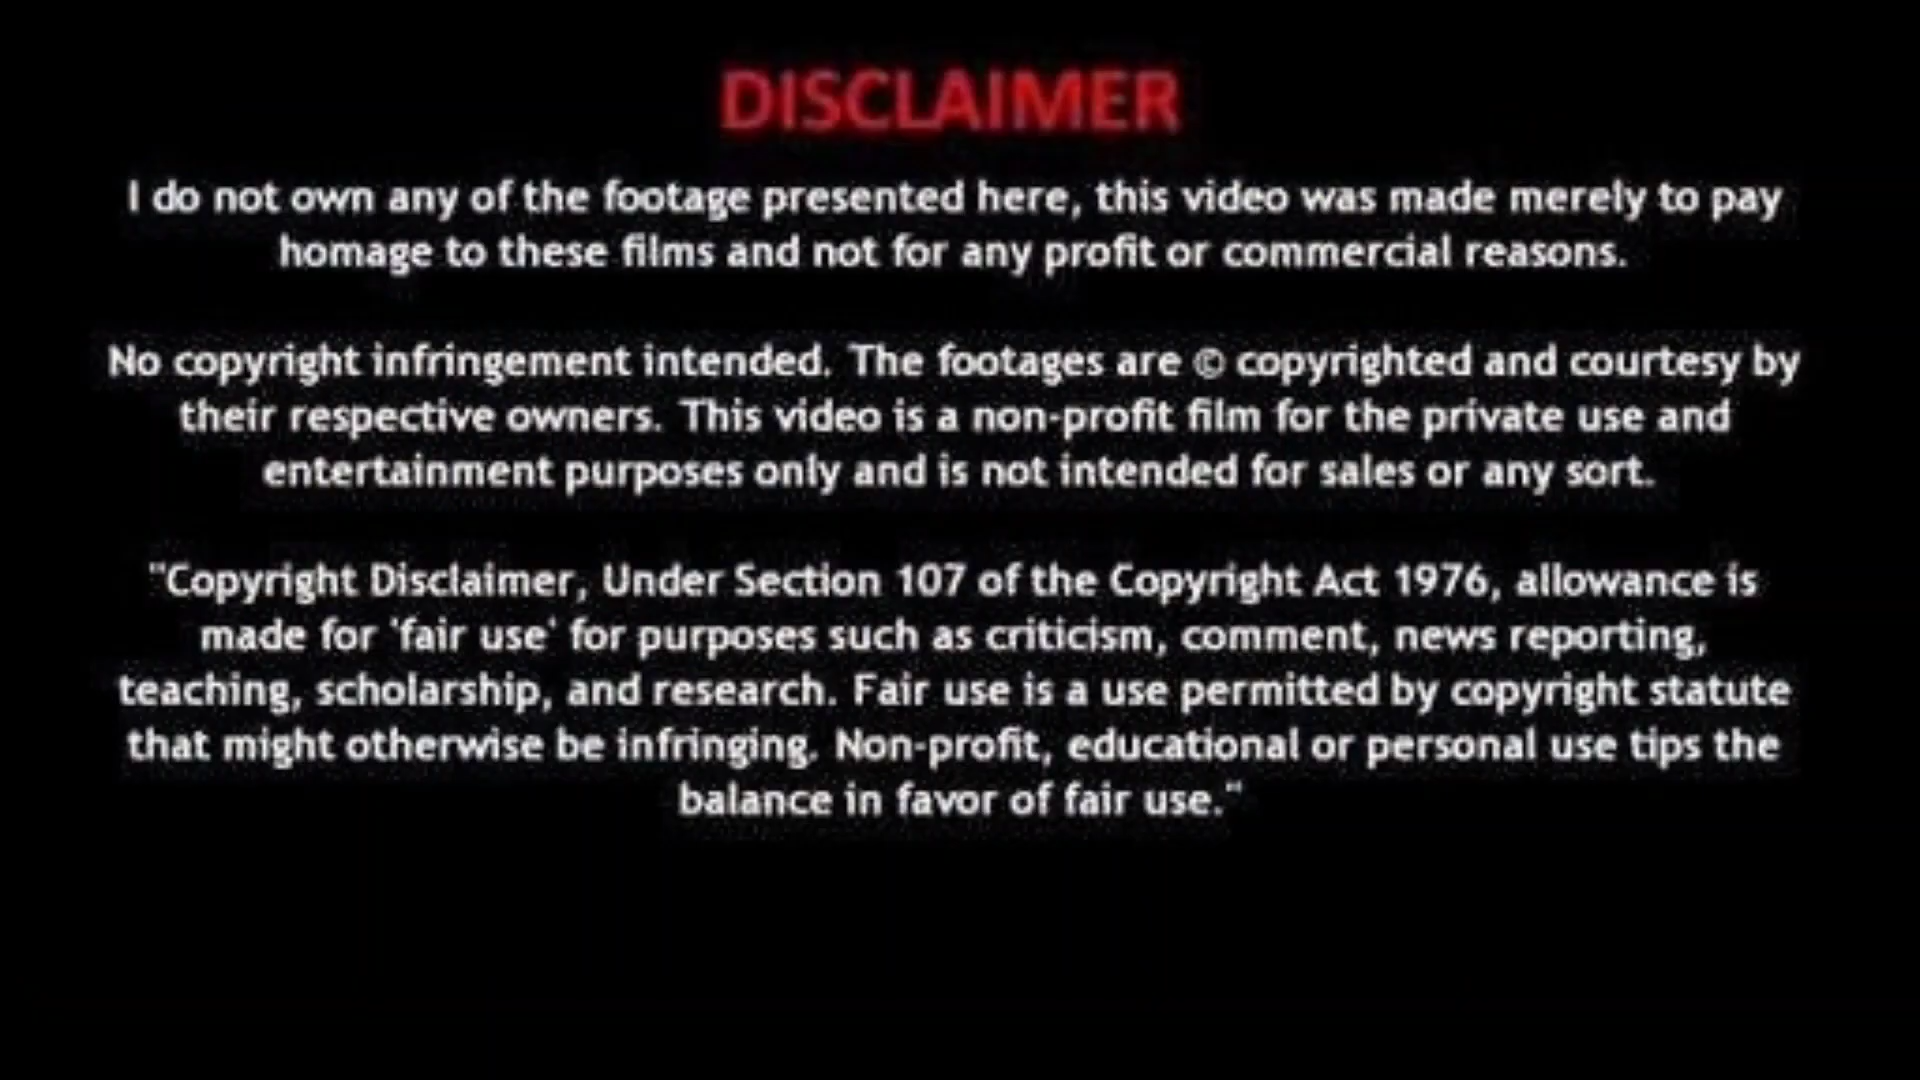 DISCLAIMER
I do not own any of the footage presented here, this video was made merely to pay
homage to these films and not for any profit or commercial reasons.
No copyright infringement intended. The footages are © copyrighted and courtesy by
their respective owners. This video is a non-profit film for the private use and
entertainment purposes only and is not intended for sales or any sort.
"Copyright Disclaimer, Under Section 107 of the Copyright Act 1976, allowance is
made for 'fair use' for purposes such as criticism, comment, news reporting,
teaching, scholarship, and research. Fair use is a use permitted by copyright statute
that might otherwise be infringing. Non-profit, educational or personal use tips the
balance in favor of fair use."